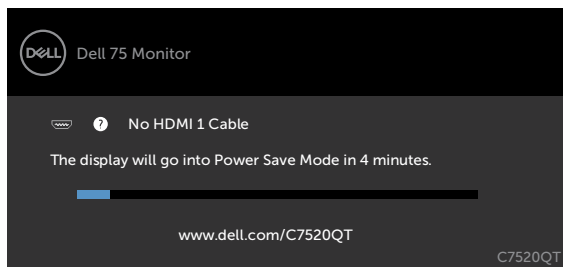 DELL Dell 75 Monitor
? No HDMI 1 Cable
The display will go into Power Save Mode in 4 minutes.
www.dell.com/C7520QT
C7520QT